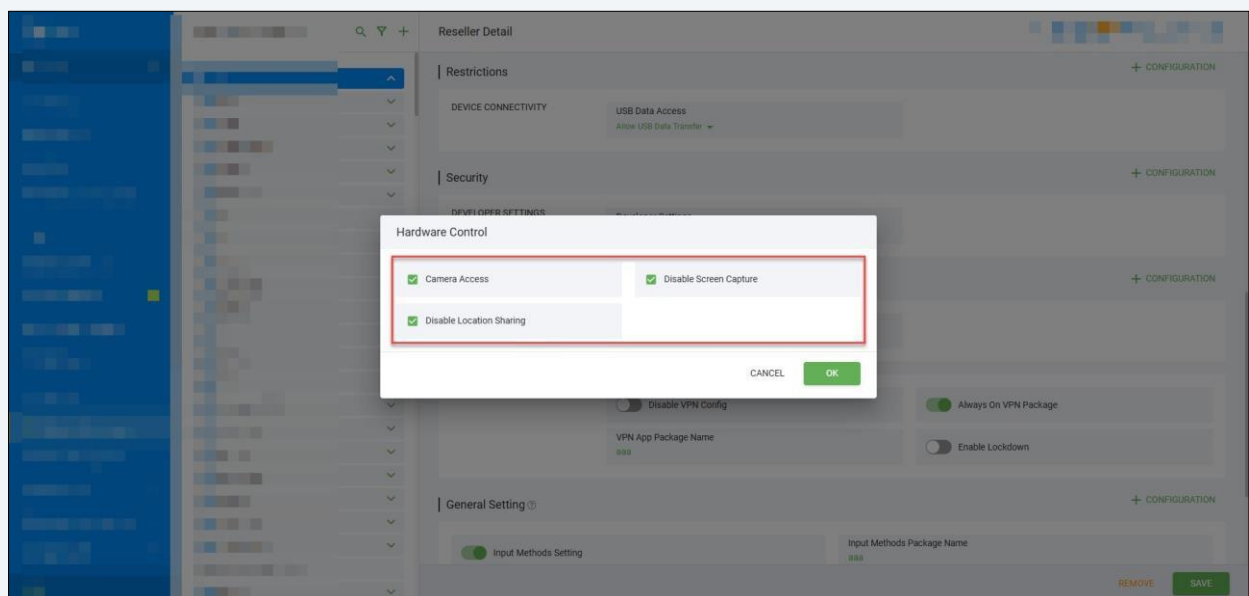 Reseller Detail
Restrictions
+ CONFIGURATION
DEVICE CONNECTIVITY
USB Data Access
Allow USB Data Transfer
Security
+ CONFIGURATION
DEVELOPER SETTINGS
Hardware Control
Camera Access
Disable Screen Capture
+ CONFIGURATION
Disable Location Sharing
CANCEL
OK
Disable VPN Config
Always On VPN Package
VPN App Package Name
aaa
Enable Lockdown
General Setting
+ CONFIGURATION
Input Methods Setting
Input Methods Package Name
aaa
REMOVE
SAVE